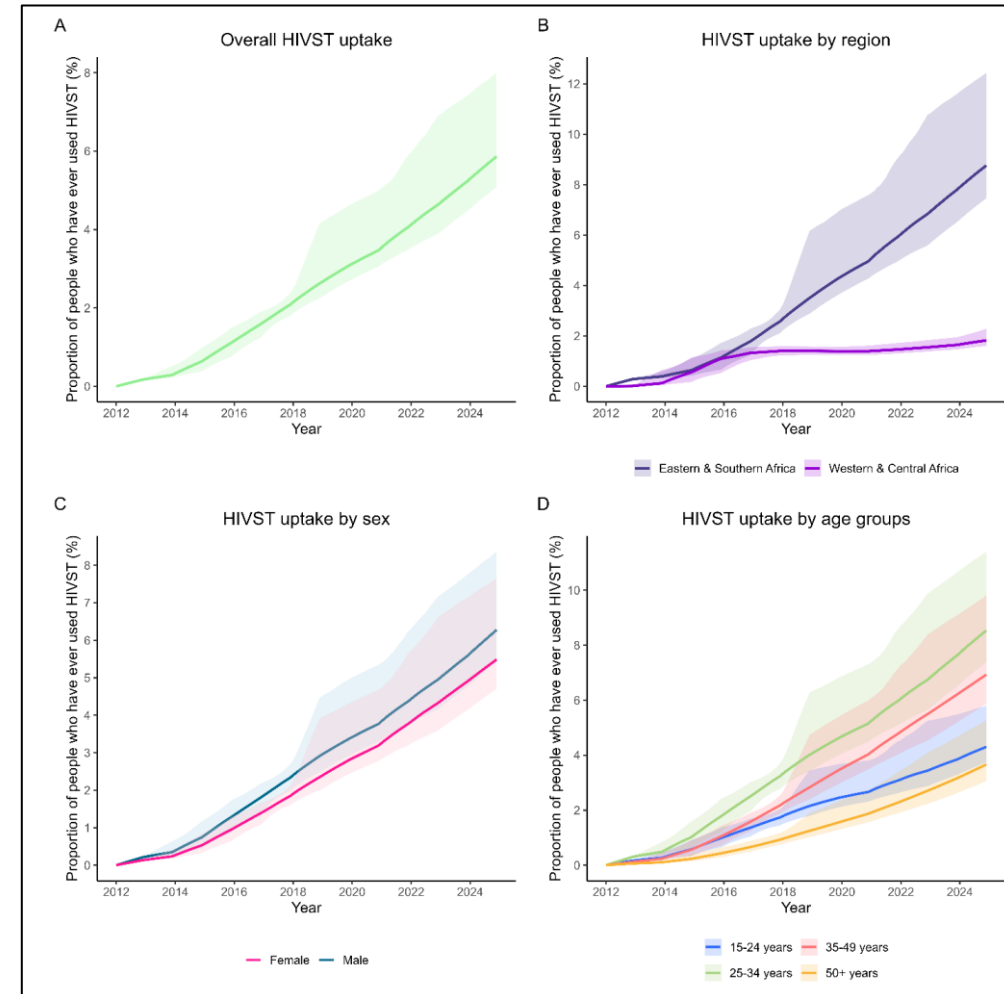 A
Overall HIVST uptake
Proportion of people who have ever used HIVST (%)
8
6
4
2
0
2012 2014 2016 2018 2020 2022 2024
Year
B
HIVST uptake by region
Proportion of people who have ever used HIVST (%)
12
10
8
6
4
2
0
2012 2014 2016 2018 2020 2022 2024
Year
Eastern & Southern Africa Western & Central Africa
C
HIVST uptake by sex
Proportion of people who have ever used HIVST (%)
8
7
6
5
4
3
2
1
0
2012 2014 2016 2018 2020 2022 2024
Year
Female Male
D
HIVST uptake by age groups
Proportion of people who have ever used HIVST (%)
10
8
6
4
2
0
2012 2014 2016 2018 2020 2022 2024
Year
15-24 years 35-49 years
25-34 years 50+ years